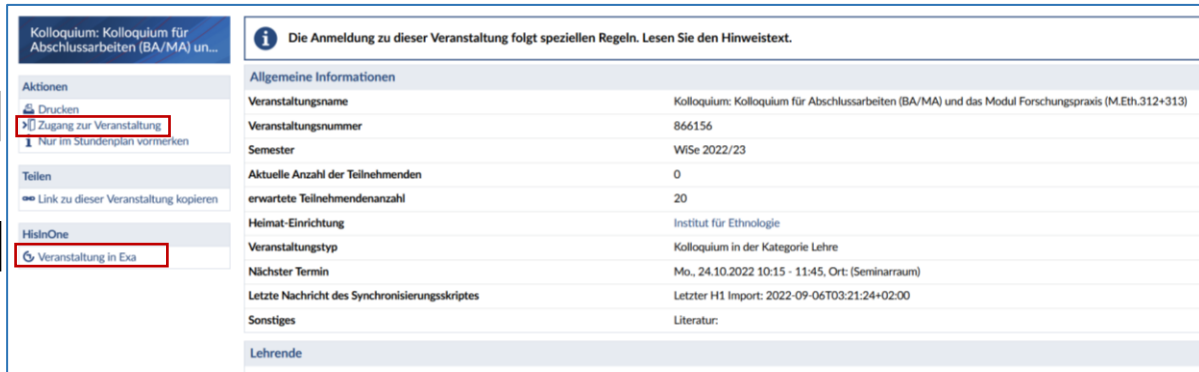 Kolloquium: Kolloquium für
Abschlussarbeiten (BA/MA) un...
Aktionen
Drucken
Zugang zur Veranstaltung
Nur im Stundenplan vormerken
Teilen
Link zu dieser Veranstaltung kopieren
HisInOne
Veranstaltung in Exa
Die Anmeldung zu dieser Veranstaltung folgt speziellen Regeln. Lesen Sie den Hinweistext.
Allgemeine Informationen
Veranstaltungsname Kolloquium: Kolloquium für Abschlussarbeiten (BA/MA) und das Modul Forschungspraxis (M.Eth.312+313)
Veranstaltungsnummer 866156
Semester WiSe 2022/23
Aktuelle Anzahl der Teilnehmenden 0
erwartete Teilnehmendenanzahl 20
Heimat-Einrichtung Institut für Ethnologie
Veranstaltungstyp Kolloquium in der Kategorie Lehre
Nächster Termin Mo., 24.10.2022 10:15 - 11:45, Ort: (Seminarraum)
Letzte Nachricht des Synchronisierungsskriptes Letzter H1 Import: 2022-09-06T03:21:24+02:00
Sonstiges Literatur:
Lehrende